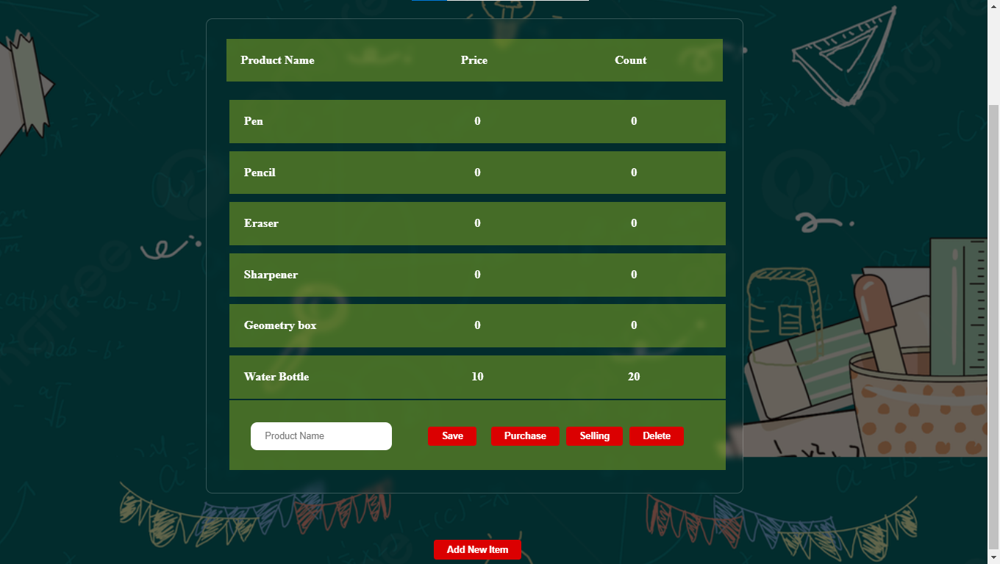 Product Name Price Count
Pen 0 0
Pencil 0 0
Eraser 0 0
Sharpener 0 0
Geometry box 0 0
Water Bottle 10 20
Product Name Save Purchase Selling Delete
Add New Item